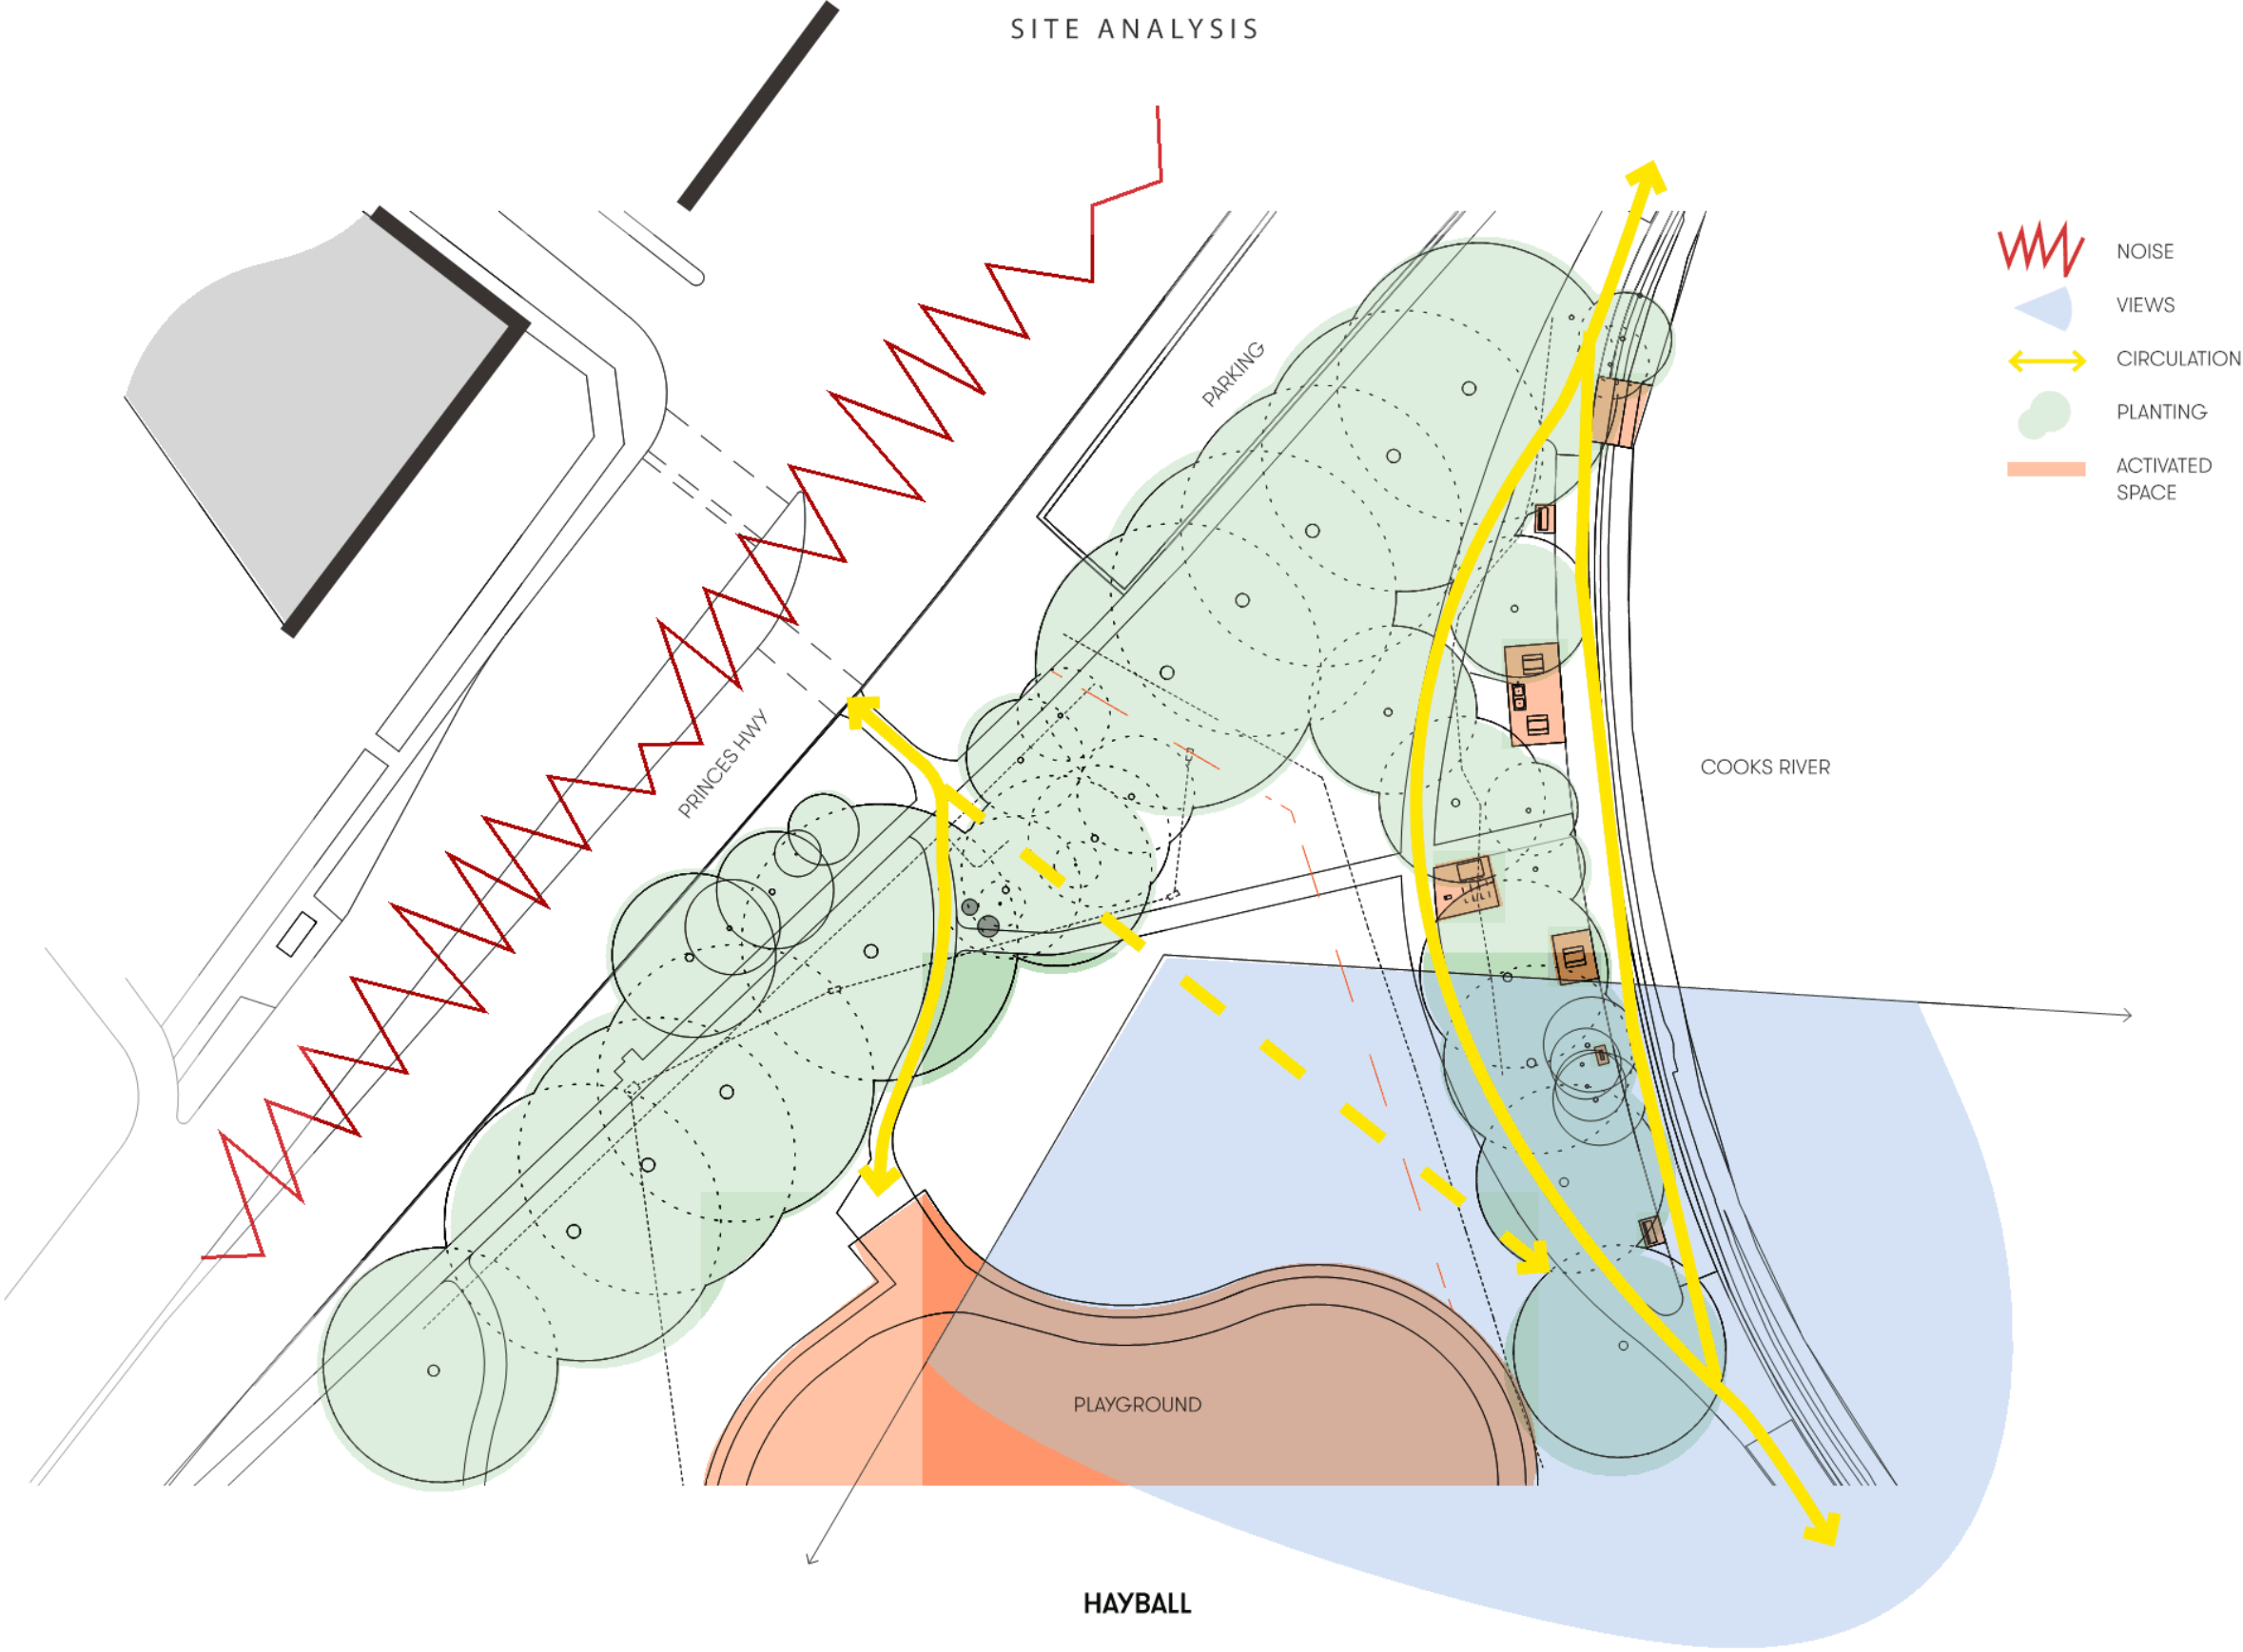 SITE ANALYSIS
NOISE
VIEWS
CIRCULATION
PLANTING
ACTIVATED
SPACE
PARKING
PRINCES HWY
COOKS RIVER
PLAYGROUND
HAYBALL